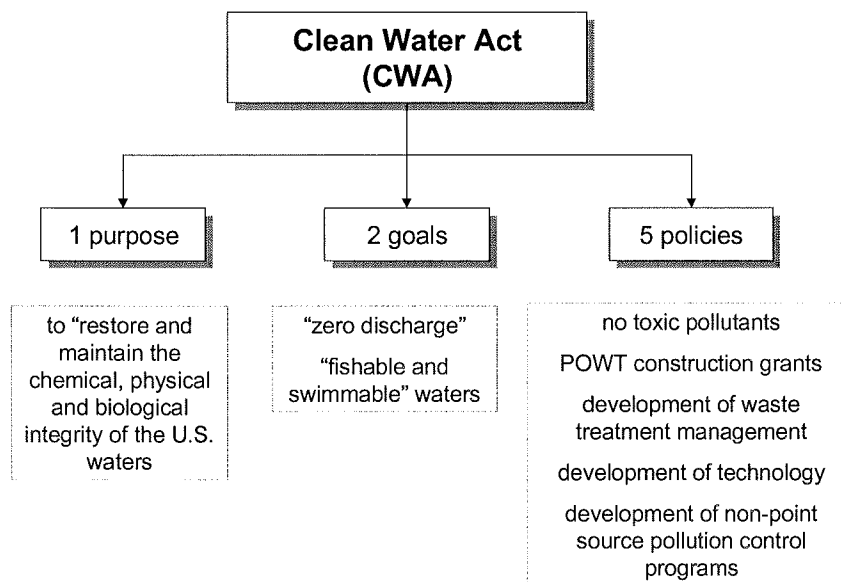 Clean Water Act
(CWA)
1 purpose
2 goals
5 policies
to “restore and
maintain the
chemical, physical
and biological
integrity of the U.S.
waters
“zero discharge”
“fishable and
swimmable” waters
no toxic pollutants
POWT construction grants
development of waste
treatment management
development of technology
development of non-point
source pollution control
programs